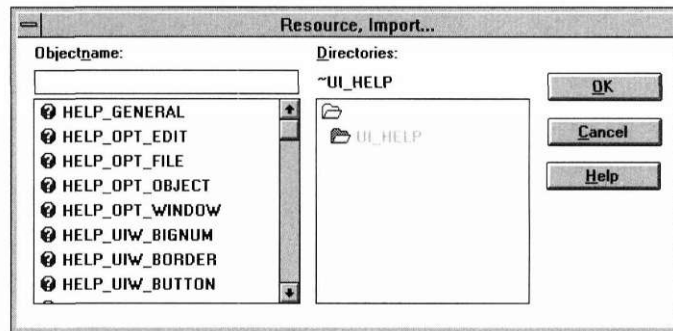 Resource, Import...
Objectname:
HELP_GENERAL
HELP_OPT_EDIT
HELP_OPT_FILE
HELP_OPT_OBJECT
HELP_OPT_WINDOW
HELP_UIW_BIGNUM
HELP_UIW_BORDER
HELP_UIW_BUTTON
Directories:
~UI_HELP
UI_HELP
OK
Cancel
Help